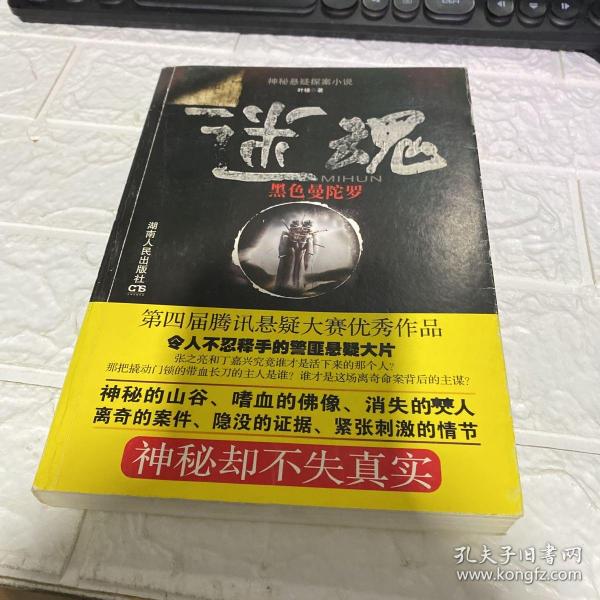 神秘悬疑探案小说
叶楼◎著
迷魂
MIHUN
黑色曼陀罗
湖南人民出版社
第四届腾讯悬疑大赛优秀作品
令人不忍释手的警匪悬疑大片
张之亮和丁嘉兴究竟谁才是活下来的那个人？
那把撬动门锁的带血长刀的主人是谁？谁才是这场离奇命案背后的主谋？
神秘的山谷、嗜血的佛像、消失的僰人
离奇的案件、隐没的证据、紧张刺激的情节
神秘却不失真实
孔夫子旧书网
www.kongfz.com